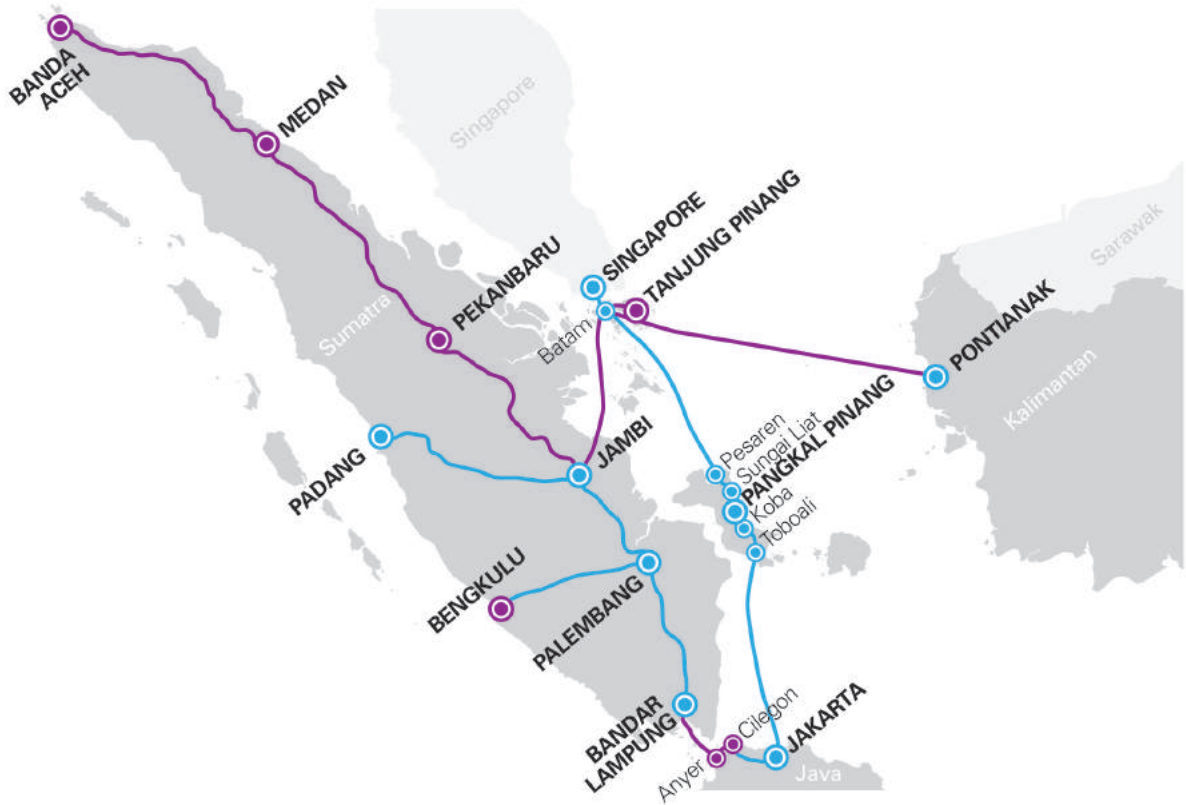 BANDA
ACEH
MEDAN
Singapore
SINGAPORE
TANJUNG PINANG
Sarawak
PEKANBARU
Sumatra
Batam
PONTIANAK
Kalimantan
PADANG
JAMBI
Pesaren
Sungai Liat
PANGKAL PINANG
Koba
Toboali
BENGKULU
PALEMBANG
BANDAR
LAMPUNG
Cilegon
JAKARTA
Anyer
Java